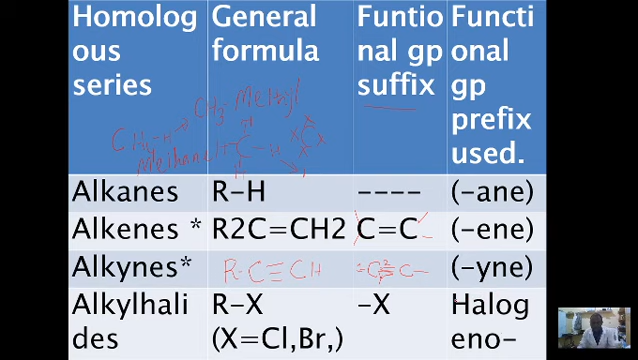 Homolog
ous
series
General
formula
Funtio
nal gp
suffix
Functi
onal
gp
prefix
used.
CH3 Methyl
CH4
Methane
Alkanes R-H ---- (-ane)
Alkenes * R2C=CH2 C=C (-ene)
Alkynes* R-C≡CH (-yne)
Alkylhali
des
R-X
(X=Cl,Br,)
-X
Halog
eno-